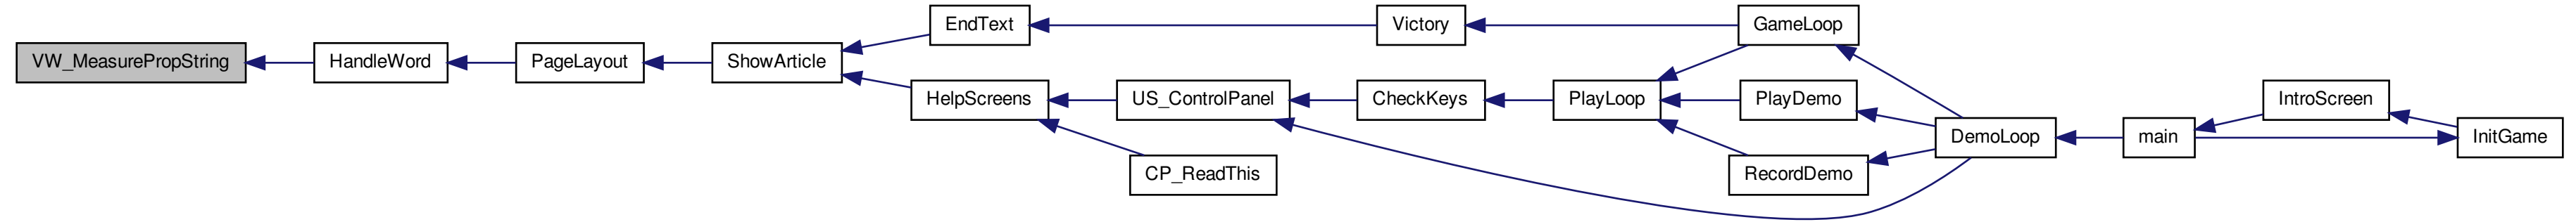 VW_MeasurePropString
HandleWord
PageLayout
ShowArticle
EndText
Victory
GameLoop
HelpScreens
US_ControlPanel
CheckKeys
PlayLoop
PlayDemo
CP_ReadThis
RecordDemo
DemoLoop
main
IntroScreen
InitGame